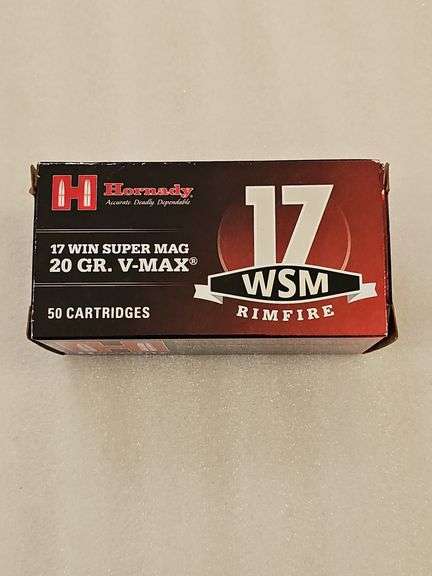 H Hornady
Accurate. Deadly. Dependable.
17 WIN SUPER MAG
20 GR. V-MAX®
50 CARTRIDGES
17
WSM
RIMFIRE